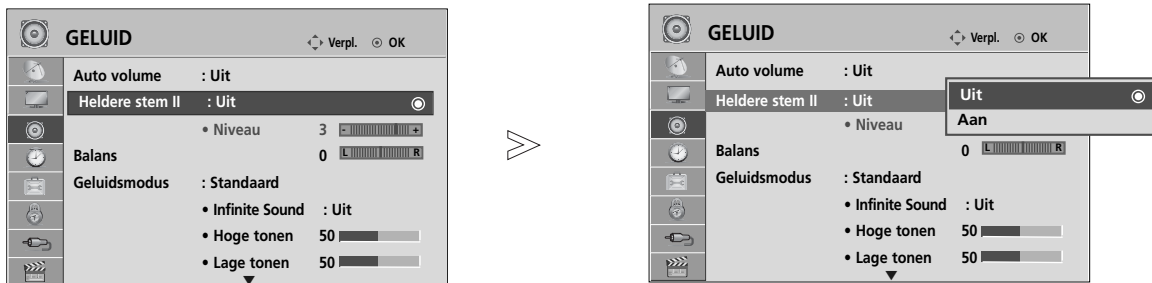 GELUID Verpl. OK
Auto volume : Uit
Heldere stem II : Uit
• Niveau 3 - +
Balans 0 L R
Geluidsmodus : Standaard
• Infinite Sound : Uit
• Hoge tonen 50
• Lage tonen 50
GELUID Verpl. OK
Auto volume : Uit
Heldere stem II : Uit
Uit
Aan
• Niveau
Balans 0 L R
Geluidsmodus : Standaard
• Infinite Sound : Uit
• Hoge tonen 50
• Lage tonen 50